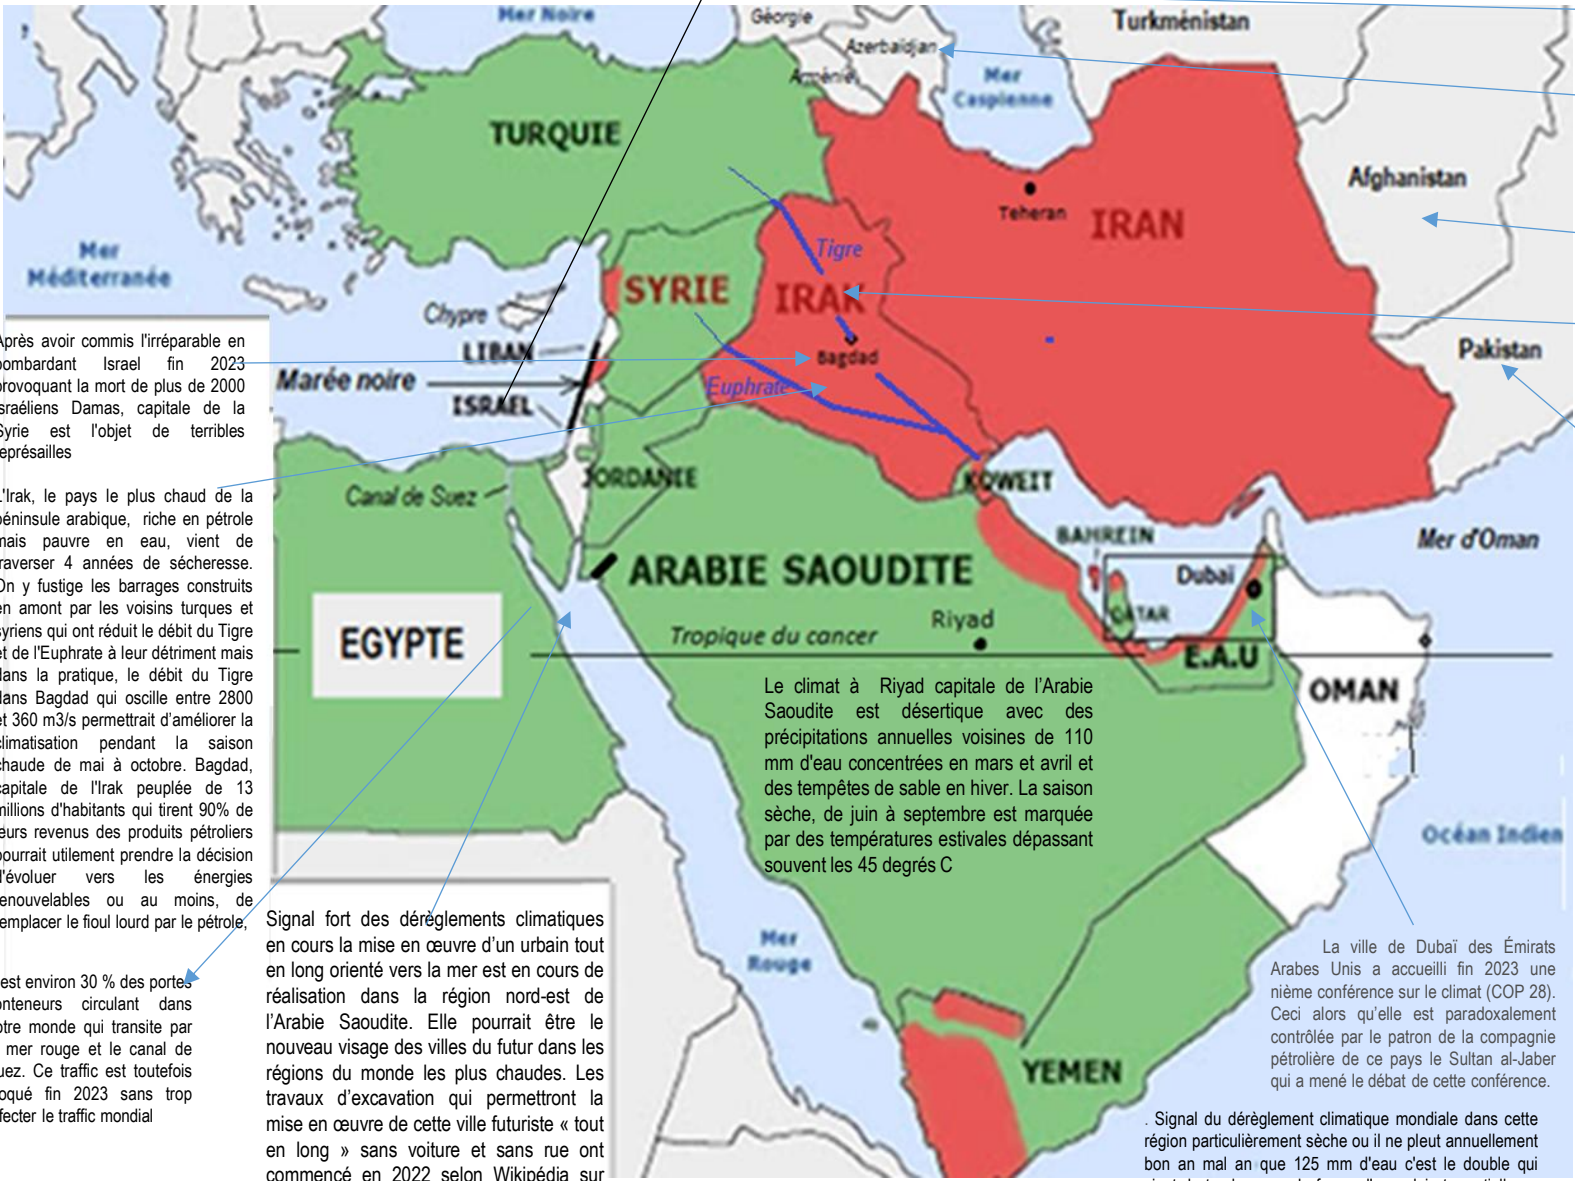 Mer Noire
Géorgie
Turkménistan
Azerbaïdjan
Arménie
Mer
Caspienne
TURQUIE
Afghanistan
Teheran
IRAN
Tigre
Mer
Méditerranée
SYRIE
IRAK
Chypre
Bagdad
Pakistan
LIBAN
Marée noire
Euphrate
ISRAEL
Après avoir commis l'irréparable en
bombardant Israel fin 2023
provoquant la mort de plus de 2000
israéliens Damas, capitale de la
Syrie est l'objet de terribles
représailles
JORDANIE
KOWEIT
Canal de Suez
L'Irak, le pays le plus chaud de la
péninsule arabique, riche en pétrole
mais pauvre en eau, vient de
traverser 4 années de sécheresse.
On y fustige les barrages construits
en amont par les voisins turques et
syriens qui ont réduit le débit du Tigre
et de l'Euphrate à leur détriment mais
dans la pratique, le débit du Tigre
dans Bagdad qui oscille entre 2800
et 360 m3/s permettrait d'améliorer la
climatisation pendant la saison
chaude de mai à octobre. Bagdad,
capitale de l'Irak peuplée de 13
millions d'habitants qui tirent 90% de
leurs revenus des produits pétroliers
pourrait utilement prendre la décision
d'évoluer vers les énergies
renouvelables ou au moins, de
remplacer le fioul lourd par le pétrole,
BAHREIN
Mer d'Oman
ARABIE SAOUDITE
Dubaï
QATAR
Riyad
EGYPTE
Tropique du cancer
E.A.U
OMAN
Le climat à Riyad capitale de l'Arabie
Saoudite est désertique avec des
précipitations annuelles voisines de 110
mm d'eau concentrées en mars et avril et
des tempêtes de sable en hiver. La saison
sèche, de juin à septembre est marquée
par des températures estivales dépassant
souvent les 45 degrés C
Océan Indien
Mer
Rouge
YEMEN
est environ 30 % des portes
conteneurs circulant dans
notre monde qui transite par
mer rouge et le canal de
Suez. Ce traffic est toutefois
bloqué fin 2023 sans trop
affecter le traffic mondial
Signal fort des dérèglements climatiques
en cours la mise en œuvre d'un urbain tout
en long orienté vers la mer est en cours de
réalisation dans la région nord-est de
l'Arabie Saoudite. Elle pourrait être le
nouveau visage des villes du futur dans les
régions du monde les plus chaudes. Les
travaux d'excavation qui permettront la
mise en œuvre de cette ville futuriste « tout
en long » sans voiture et sans rue ont
commencé en 2022 selon Wikipédia sur
La ville de Dubaï des Émirats
Arabes Unis a accueilli fin 2023 une
nième conférence sur le climat (COP 28).
Ceci alors qu'elle est paradoxalement
contrôlée par le patron de la compagnie
pétrolière de ce pays le Sultan al-Jaber
qui a mené le débat de cette conférence.
. Signal du dérèglement climatique mondiale dans cette
région particulièrement sèche ou il ne pleut annuellement
bon an mal an que 125 mm d'eau c'est le double qui